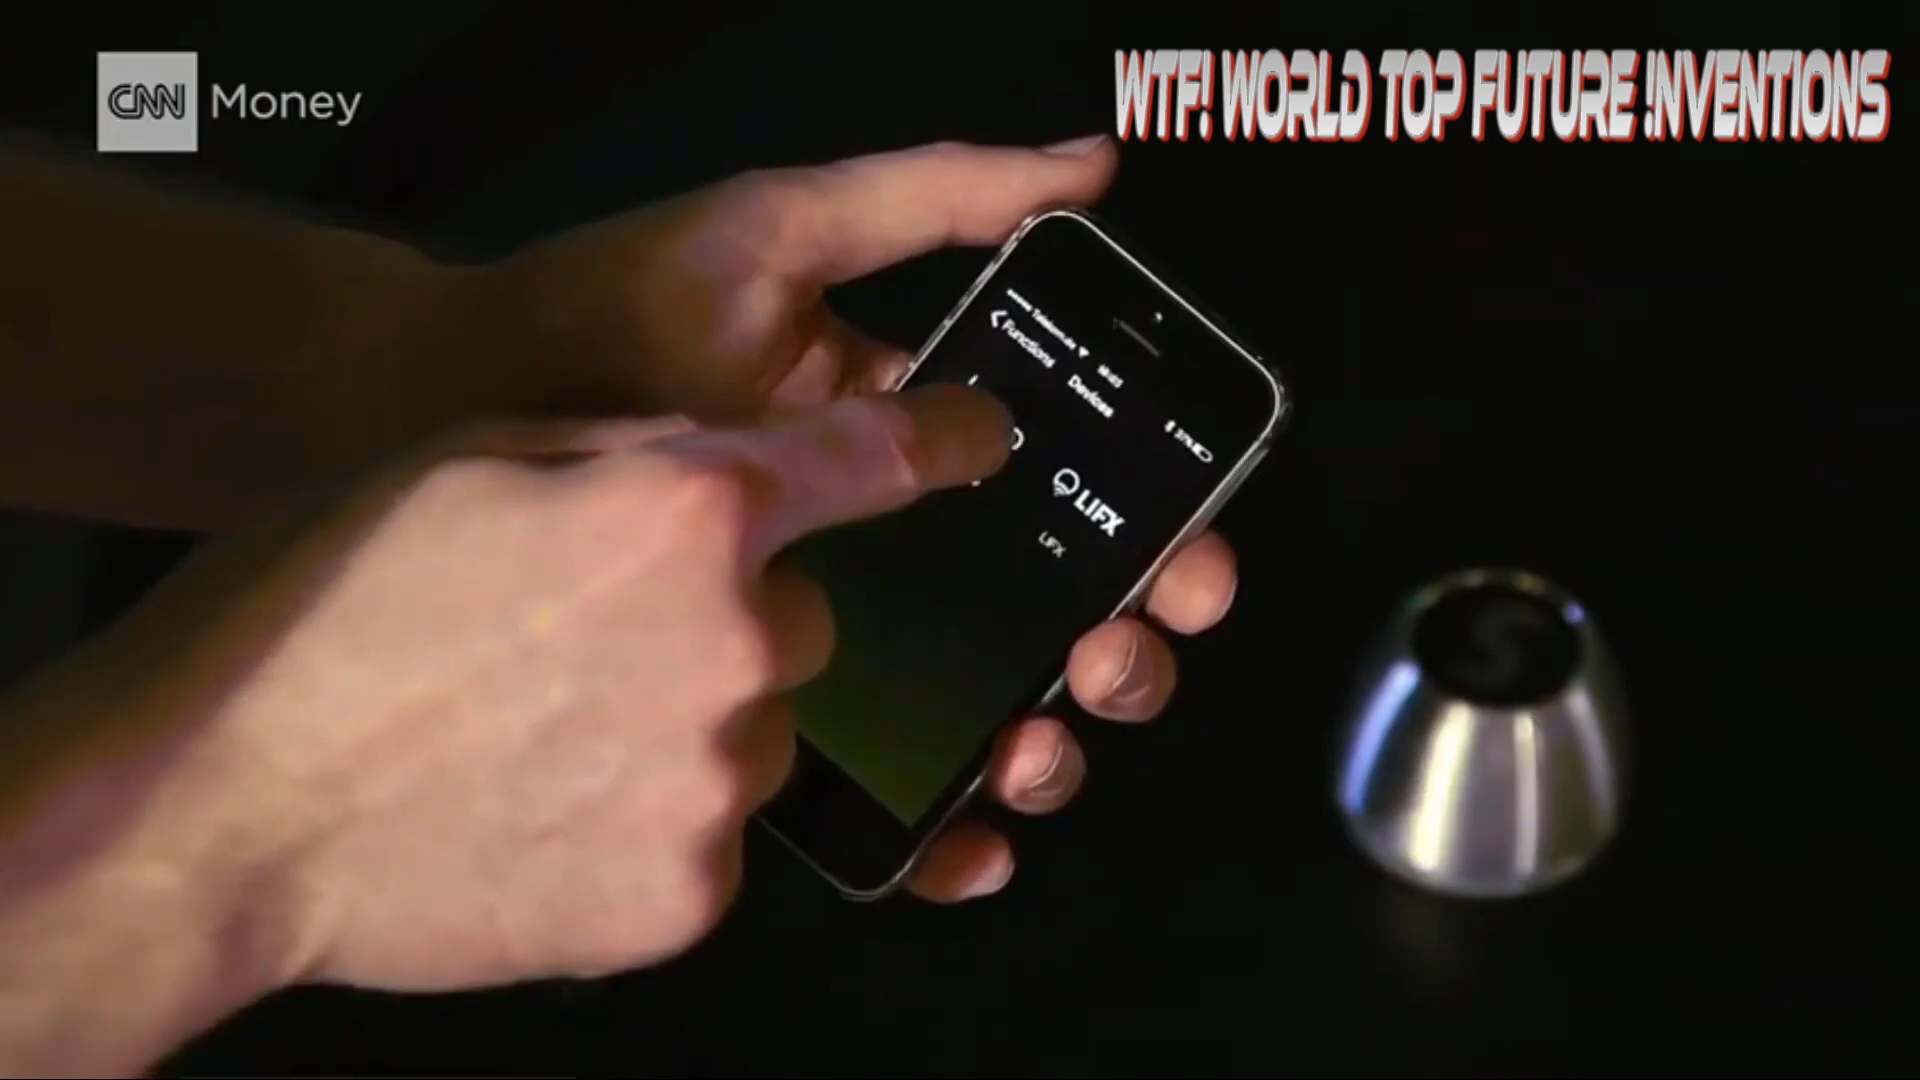 CNN Money
WTF! WORLD TOP FUTURE !NVENTIONS
Functions
Devices
LIFX
LIFX